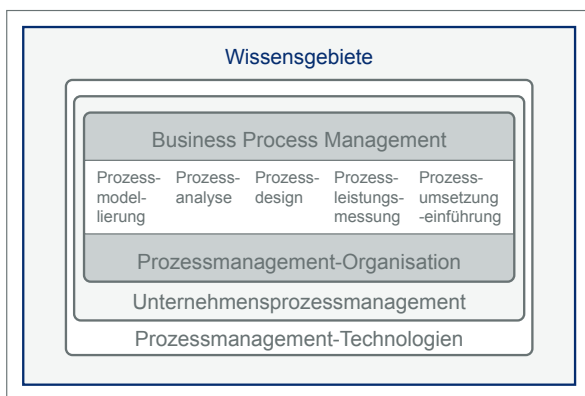 Wissensgebiete
Business Process Management
Prozess-
model-
lierung
Prozess-
analyse
Prozess-
design
Prozess-
leistungs-
messung
Prozess-
umsetzung
-einführung
Prozessmanagement-Organisation
Unternehmensprozessmanagement
Prozessmanagement-Technologien